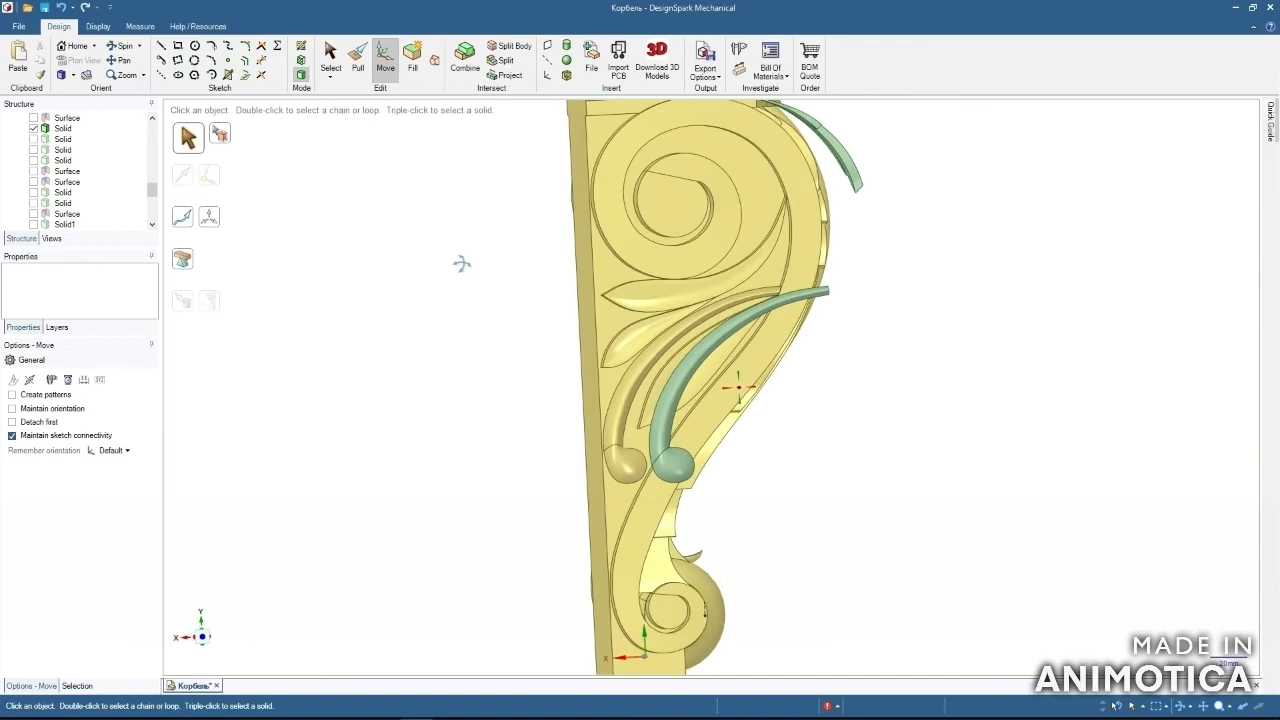 Корбель - DesignSpark Mechanical
File Design Display Measure Help / Resources
Paste
Home Spin
Plan View Pan
Zoom
Select Pull Move Fill
Combine
Split Body
Split
Project
File Import PCB Download 3D Models
Export Options
Bill Of Materials
BOM Quote
Clipboard Orient Sketch Mode Edit Intersect Insert Output Investigate Order
Structure
Surface
Solid
Solid
Solid
Solid
Surface
Surface
Solid
Solid
Surface
Solid1
Structure Views
Properties
Properties Layers
Options - Move
General
Create patterns
Maintain orientation
Detach first
Maintain sketch connectivity
Remember orientation Default
Options - Move Selection
Click an object. Double-click to select a chain or loop. Triple-click to select a solid.
Quick Guide
Y
X
X
20mm
MADE IN
ANIMOTICA
Корбель*
Click an object. Double-click to select a chain or loop. Triple-click to select a solid.